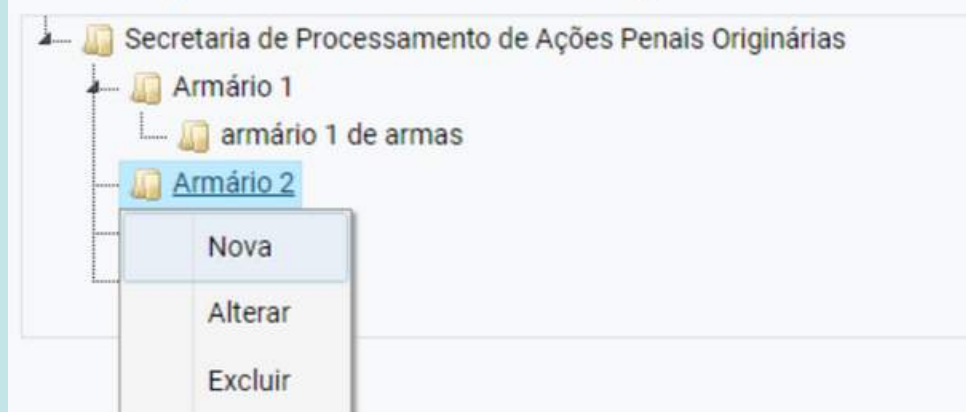 Secretaria de Processamento de Ações Penais Originárias
Armário 1
armário 1 de armas
Armário 2
Nova
Alterar
Excluir